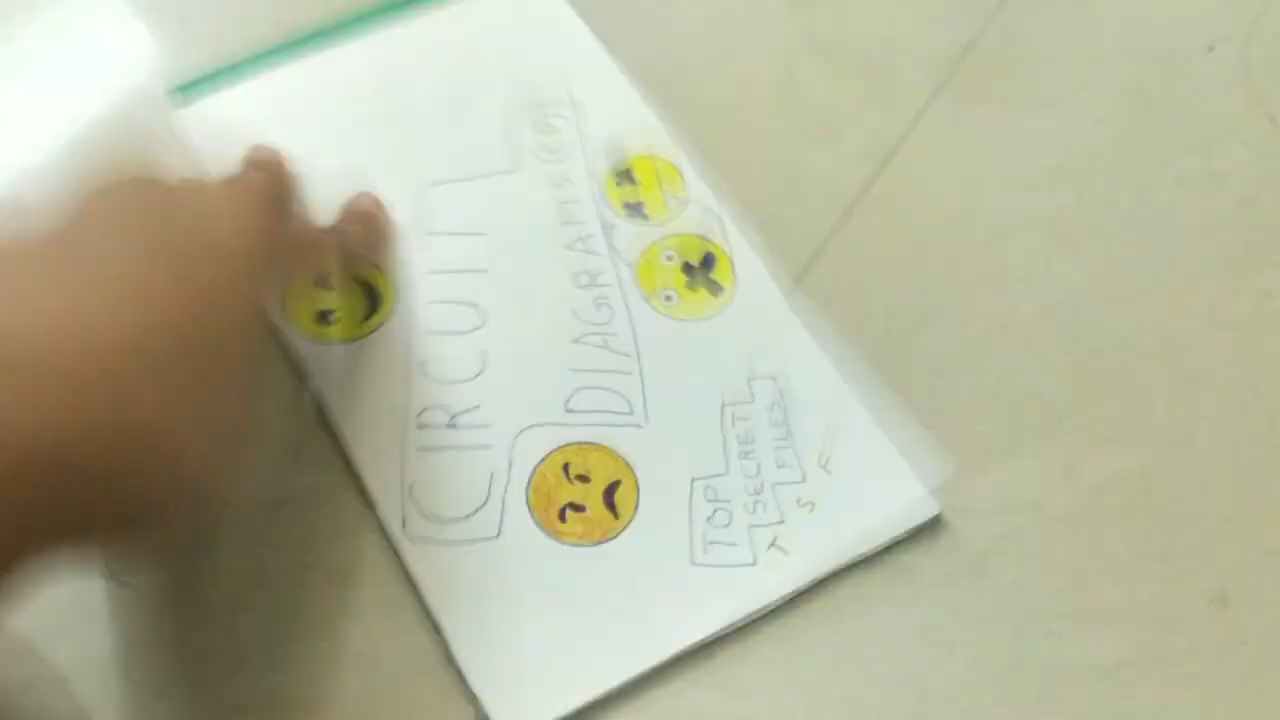 CIRCUIT
DIAGRAMS
TOP
SECRET
FILES
T S F